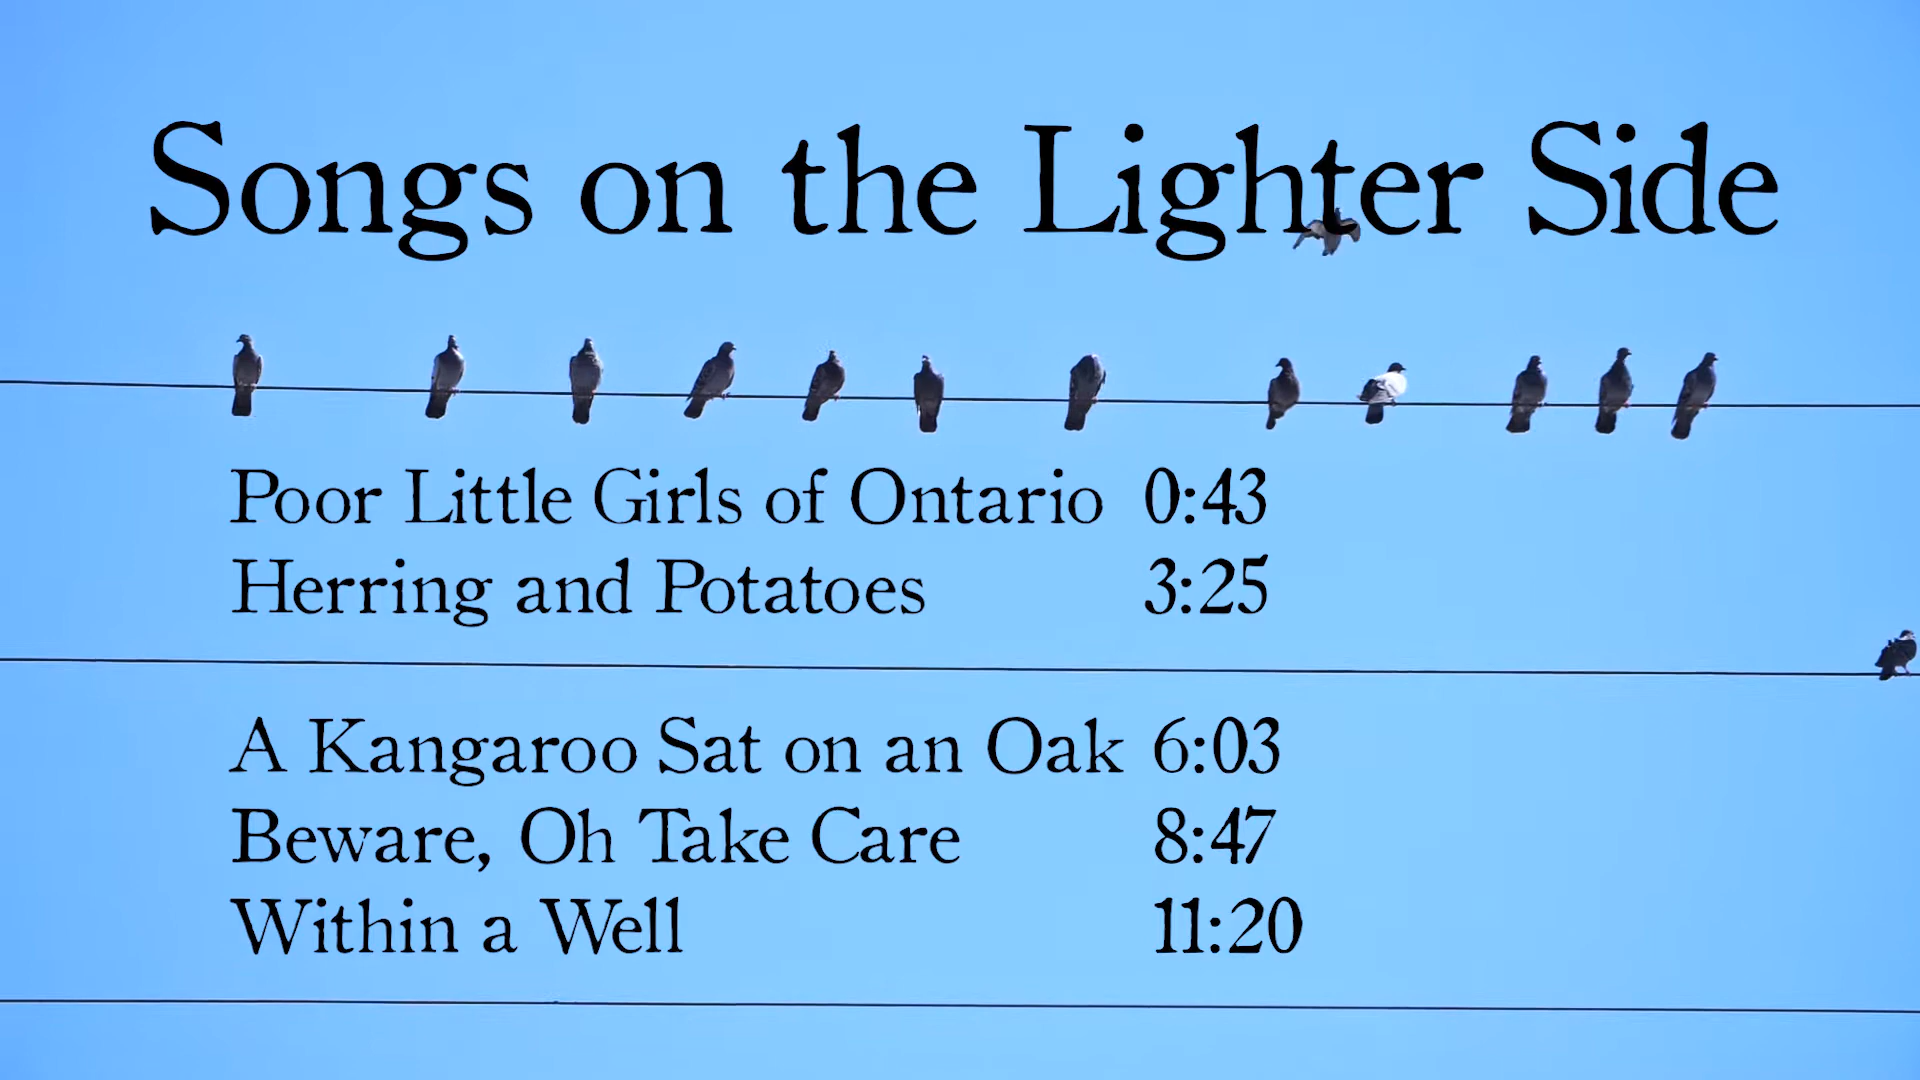 Songs on the Lighter Side
Poor Little Girls of Ontario 0:43
Herring and Potatoes 3:25
A Kangaroo Sat on an Oak 6:03
Beware, Oh Take Care 8:47
Within a Well 11:20